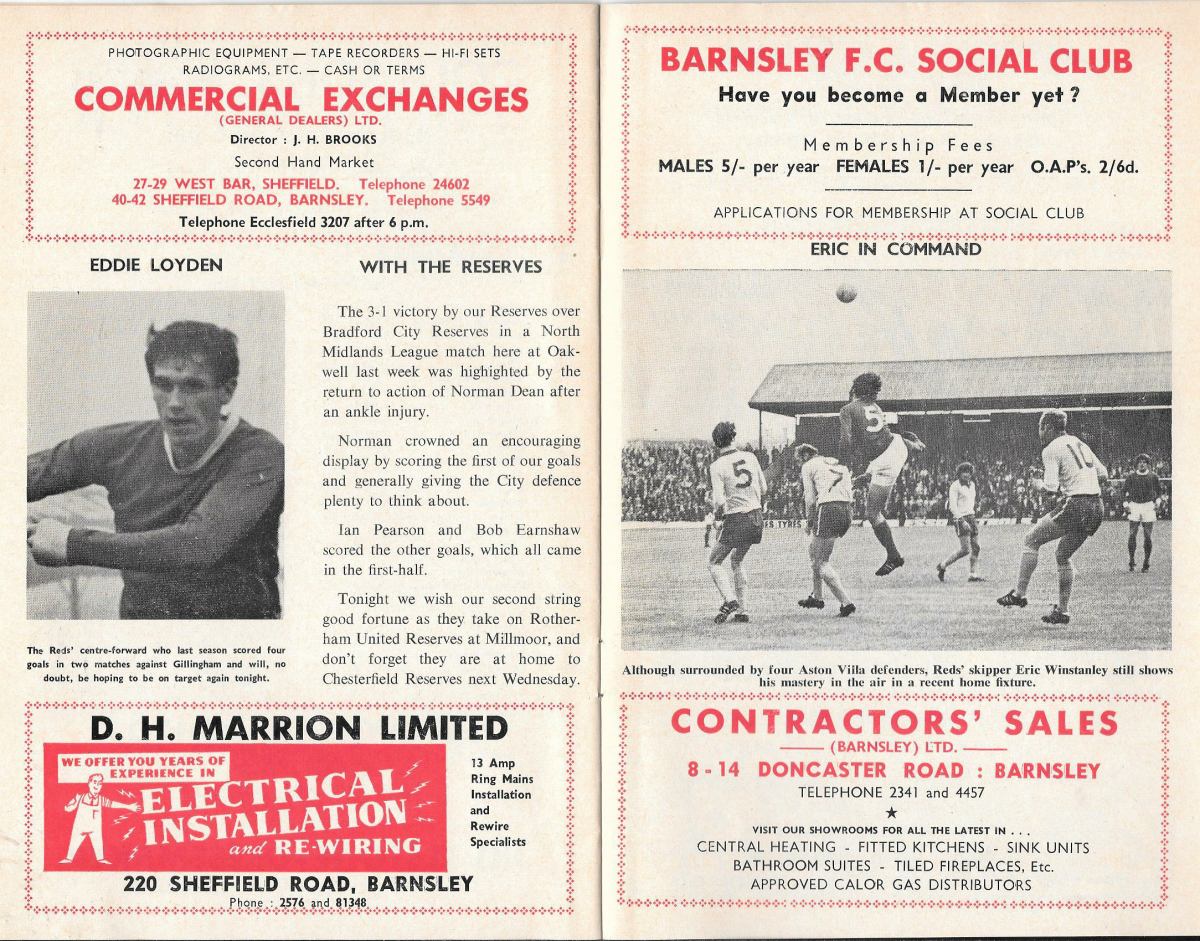 PHOTOGRAPHIC EQUIPMENT — TAPE RECORDERS — HI-FI SETS
RADIOGRAMS, ETC. — CASH OR TERMS
COMMERCIAL EXCHANGES
(GENERAL DEALERS) LTD.
Director : J. H. BROOKS
Second Hand Market
27-29 WEST BAR, SHEFFIELD. Telephone 24602
40-42 SHEFFIELD ROAD, BARNSLEY. Telephone 5549
Telephone Ecclesfield 3207 after 6 p.m.
EDDIE LOYDEN
The Reds' centre-forward who last season scored four
goals in two matches against Gillingham and will, no
doubt, be hoping to be on target again tonight.
WITH THE RESERVES
The 3-1 victory by our Reserves over
Bradford City Reserves in a North
Midlands League match here at Oak-
well last week was highlighted by the
return to action of Norman Dean after
an ankle injury.
Norman crowned an encouraging
display by scoring the first of our goals
and generally giving the City defence
plenty to think about.
Ian Pearson and Bob Earnshaw
scored the other goals, which all came
in the first-half.
Tonight we wish our second string
good fortune as they take on Rother-
ham United Reserves at Millmoor, and
don't forget they are at home to
Chesterfield Reserves next Wednesday.
D. H. MARRION LIMITED
WE OFFER YOU YEARS OF
EXPERIENCE IN
ELECTRICAL
INSTALLATION
and RE-WIRING
13 Amp
Ring Mains
Installation
and
Rewire
Specialists
220 SHEFFIELD ROAD, BARNSLEY
Phone : 2576 and 81348
BARNSLEY F.C. SOCIAL CLUB
Have you become a Member yet ?
Membership Fees
MALES 5/- per year FEMALES 1/- per year O.A.P's. 2/6d.
APPLICATIONS FOR MEMBERSHIP AT SOCIAL CLUB
ERIC IN COMMAND
5
5
7
10
TYRES
Although surrounded by four Aston Villa defenders, Reds' skipper Eric Winstanley still shows
his mastery in the air in a recent home fixture.
CONTRACTORS' SALES
(BARNSLEY) LTD.
8 - 14 DONCASTER ROAD : BARNSLEY
TELEPHONE 2341 and 4457
★
VISIT OUR SHOWROOMS FOR ALL THE LATEST IN . . .
CENTRAL HEATING - FITTED KITCHENS - SINK UNITS
BATHROOM SUITES - TILED FIREPLACES, Etc.
APPROVED CALOR GAS DISTRIBUTORS